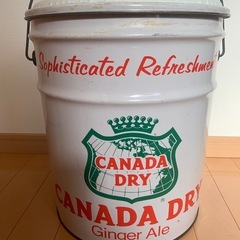 Sophisticated Refreshmen
CANADA
DRY
CANADA DRY
Ginger Ale